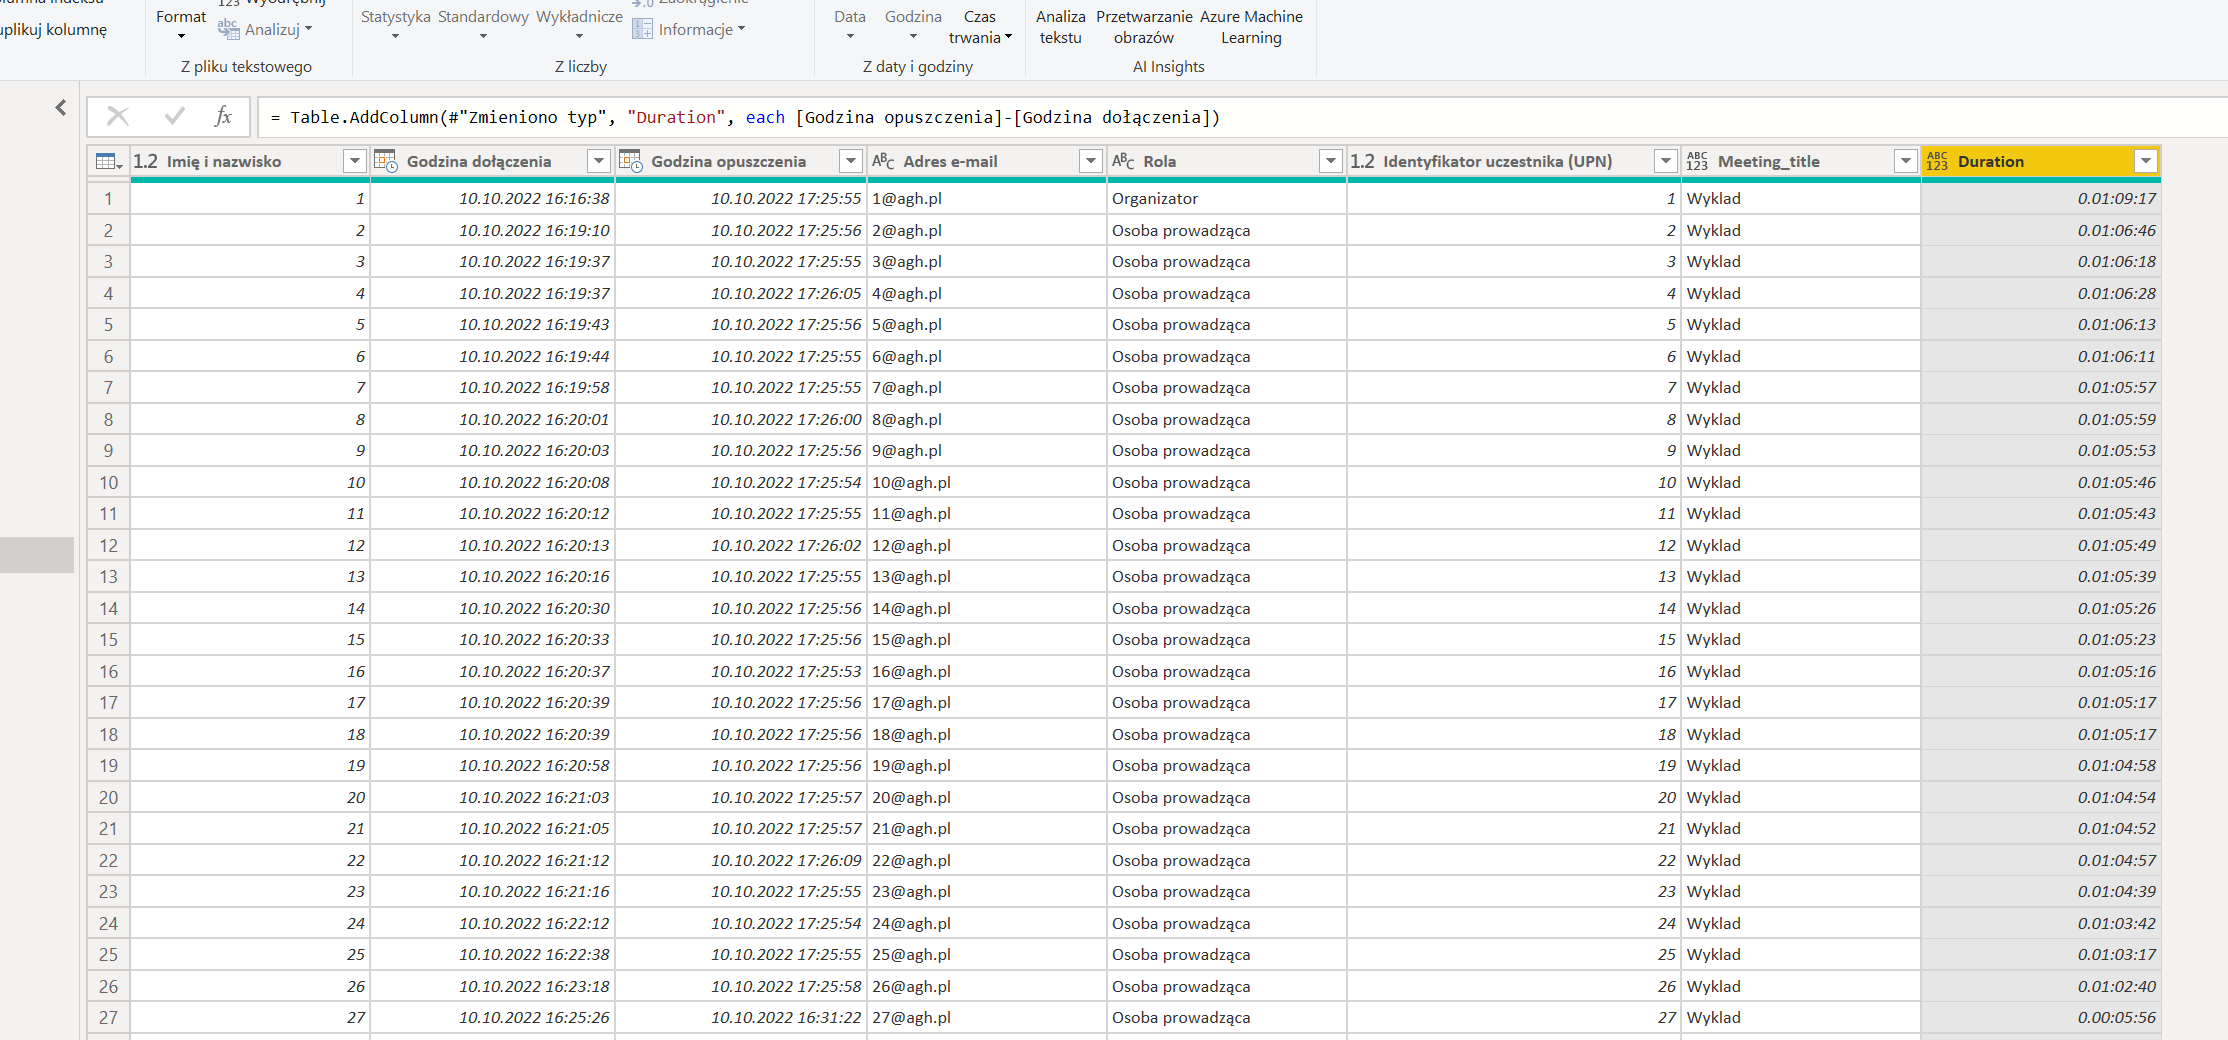 Format
Analizuj
uplikuj kolumnę
Z pliku tekstowego
Statystyka Standardowy Wykładnicze
Informacje
Z liczby
Data Godzina Czas trwania
Z daty i godziny
Analiza tekstu Przetwarzanie obrazów Azure Machine Learning
AI Insights
fx = Table.AddColumn(#"Zmieniono typ", "Duration", each [Godzina opuszczenia]-[Godzina dołączenia])
1.2 Imię i nazwisko Godzina dołączenia Godzina opuszczenia ABC Adres e-mail ABC Rola 1.2 Identyfikator uczestnika (UPN) ABC 123 Meeting_title ABC 123 Duration
1 1 10.10.2022 16:16:38 10.10.2022 17:25:55 1@agh.pl Organizator 1 Wyklad 0.01:09:17
2 2 10.10.2022 16:19:10 10.10.2022 17:25:56 2@agh.pl Osoba prowadząca 2 Wyklad 0.01:06:46
3 3 10.10.2022 16:19:37 10.10.2022 17:25:55 3@agh.pl Osoba prowadząca 3 Wyklad 0.01:06:18
4 4 10.10.2022 16:19:37 10.10.2022 17:26:05 4@agh.pl Osoba prowadząca 4 Wyklad 0.01:06:28
5 5 10.10.2022 16:19:43 10.10.2022 17:25:56 5@agh.pl Osoba prowadząca 5 Wyklad 0.01:06:13
6 6 10.10.2022 16:19:44 10.10.2022 17:25:55 6@agh.pl Osoba prowadząca 6 Wyklad 0.01:06:11
7 7 10.10.2022 16:19:58 10.10.2022 17:25:55 7@agh.pl Osoba prowadząca 7 Wyklad 0.01:05:57
8 8 10.10.2022 16:20:01 10.10.2022 17:26:00 8@agh.pl Osoba prowadząca 8 Wyklad 0.01:05:59
9 9 10.10.2022 16:20:03 10.10.2022 17:25:56 9@agh.pl Osoba prowadząca 9 Wyklad 0.01:05:53
10 10 10.10.2022 16:20:08 10.10.2022 17:25:54 10@agh.pl Osoba prowadząca 10 Wyklad 0.01:05:46
11 11 10.10.2022 16:20:12 10.10.2022 17:25:55 11@agh.pl Osoba prowadząca 11 Wyklad 0.01:05:43
12 12 10.10.2022 16:20:13 10.10.2022 17:26:02 12@agh.pl Osoba prowadząca 12 Wyklad 0.01:05:49
13 13 10.10.2022 16:20:16 10.10.2022 17:25:55 13@agh.pl Osoba prowadząca 13 Wyklad 0.01:05:39
14 14 10.10.2022 16:20:30 10.10.2022 17:25:56 14@agh.pl Osoba prowadząca 14 Wyklad 0.01:05:26
15 15 10.10.2022 16:20:33 10.10.2022 17:25:56 15@agh.pl Osoba prowadząca 15 Wyklad 0.01:05:23
16 16 10.10.2022 16:20:37 10.10.2022 17:25:53 16@agh.pl Osoba prowadząca 16 Wyklad 0.01:05:16
17 17 10.10.2022 16:20:39 10.10.2022 17:25:56 17@agh.pl Osoba prowadząca 17 Wyklad 0.01:05:17
18 18 10.10.2022 16:20:39 10.10.2022 17:25:56 18@agh.pl Osoba prowadząca 18 Wyklad 0.01:05:17
19 19 10.10.2022 16:20:58 10.10.2022 17:25:56 19@agh.pl Osoba prowadząca 19 Wyklad 0.01:04:58
20 20 10.10.2022 16:21:03 10.10.2022 17:25:57 20@agh.pl Osoba prowadząca 20 Wyklad 0.01:04:54
21 21 10.10.2022 16:21:05 10.10.2022 17:25:57 21@agh.pl Osoba prowadząca 21 Wyklad 0.01:04:52
22 22 10.10.2022 16:21:12 10.10.2022 17:26:09 22@agh.pl Osoba prowadząca 22 Wyklad 0.01:04:57
23 23 10.10.2022 16:21:16 10.10.2022 17:25:55 23@agh.pl Osoba prowadząca 23 Wyklad 0.01:04:39
24 24 10.10.2022 16:22:12 10.10.2022 17:25:54 24@agh.pl Osoba prowadząca 24 Wyklad 0.01:03:42
25 25 10.10.2022 16:22:38 10.10.2022 17:25:55 25@agh.pl Osoba prowadząca 25 Wyklad 0.01:03:17
26 26 10.10.2022 16:23:18 10.10.2022 17:25:58 26@agh.pl Osoba prowadząca 26 Wyklad 0.01:02:40
27 27 10.10.2022 16:25:26 10.10.2022 16:31:22 27@agh.pl Osoba prowadząca 27 Wyklad 0.00:05:56